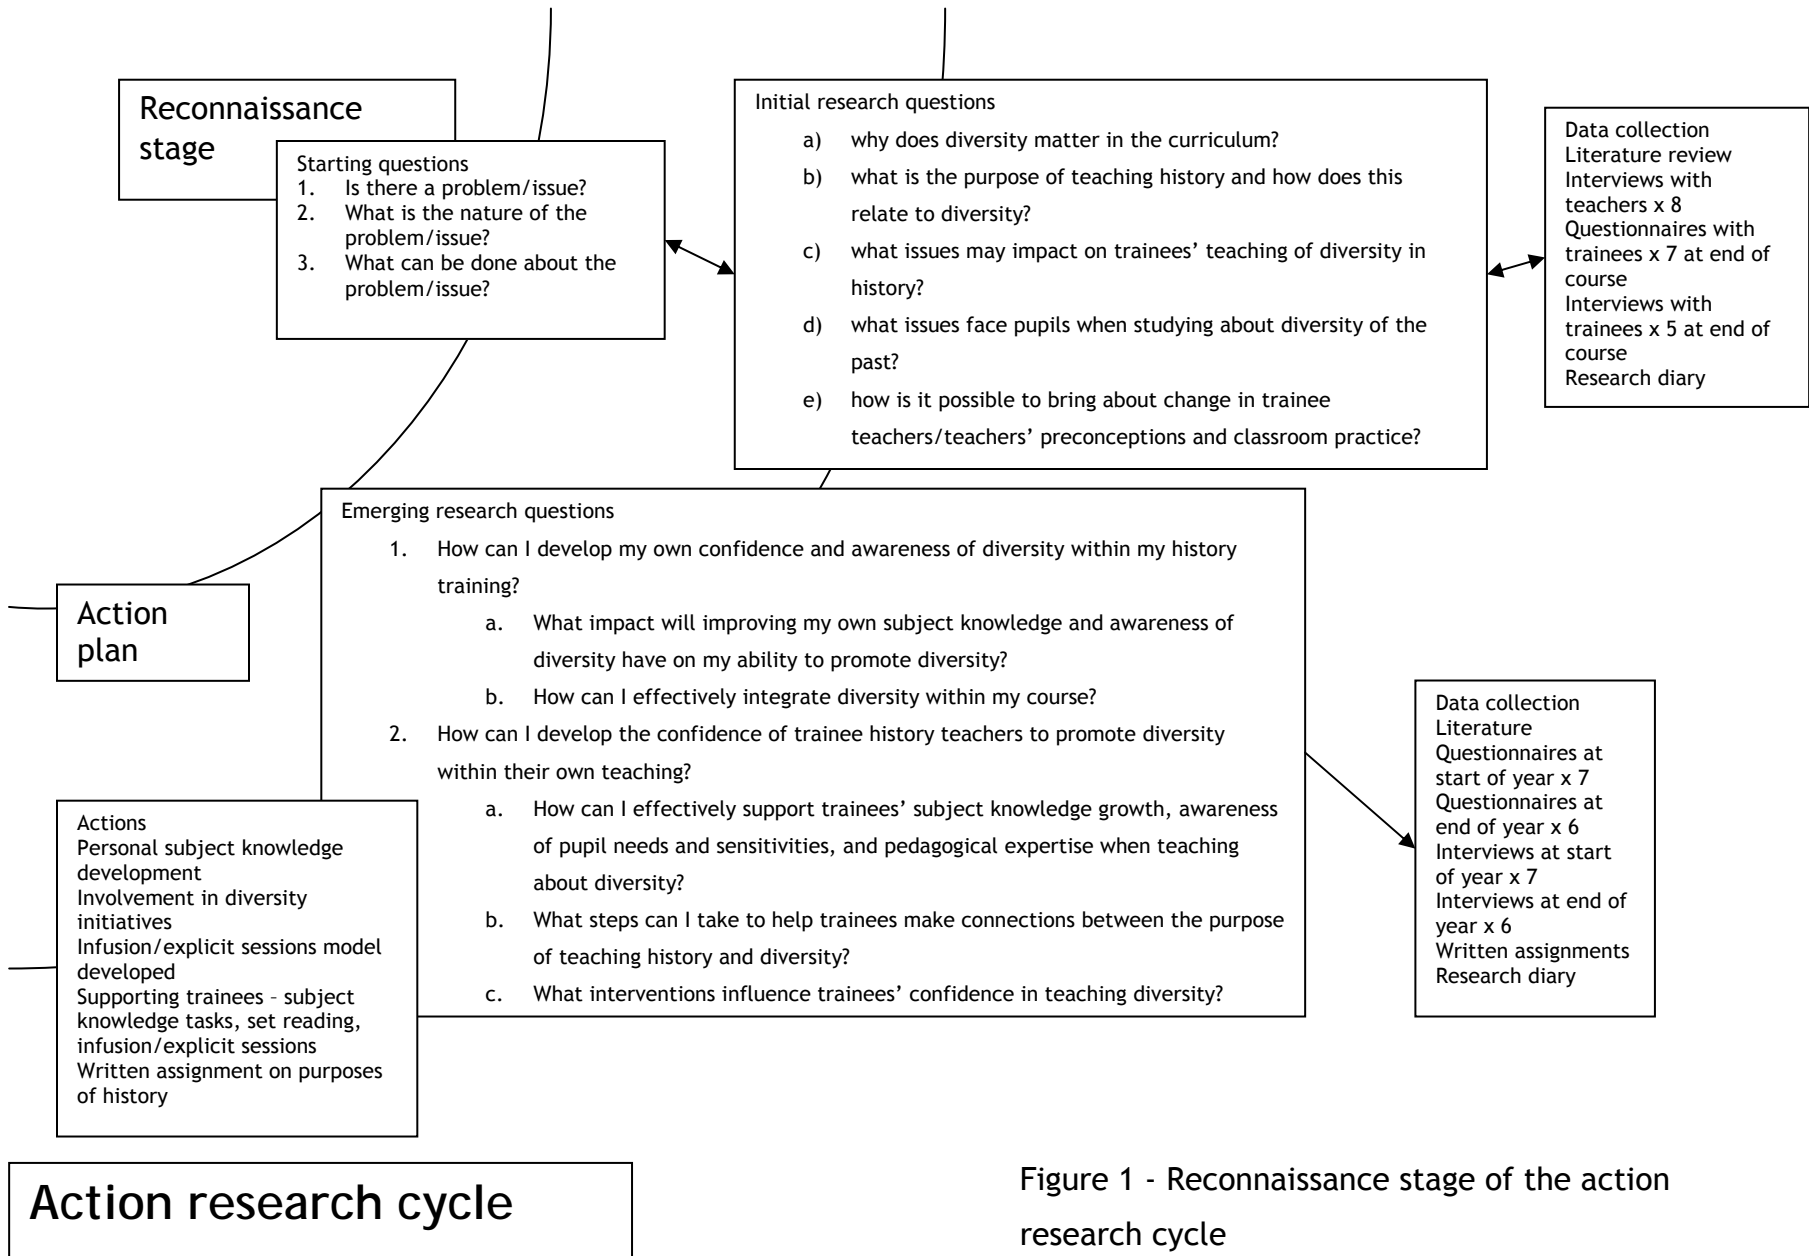 Reconnaissance
stage
Starting questions
1. Is there a problem/issue?
2. What is the nature of the
problem/issue?
3. What can be done about the
problem/issue?
Initial research questions
a) why does diversity matter in the curriculum?
b) what is the purpose of teaching history and how does this
relate to diversity?
c) what issues may impact on trainees’ teaching of diversity in
history?
d) what issues face pupils when studying about diversity of the
past?
e) how is it possible to bring about change in trainee
teachers/teachers’ preconceptions and classroom practice?
Data collection
Literature review
Interviews with
teachers x 8
Questionnaires with
trainees x 7 at end of
course
Interviews with
trainees x 5 at end of
course
Research diary
Emerging research questions
1. How can I develop my own confidence and awareness of diversity within my history
training?
a. What impact will improving my own subject knowledge and awareness of
diversity have on my ability to promote diversity?
b. How can I effectively integrate diversity within my course?
2. How can I develop the confidence of trainee history teachers to promote diversity
within their own teaching?
a. How can I effectively support trainees’ subject knowledge growth, awareness
of pupil needs and sensitivities, and pedagogical expertise when teaching
about diversity?
b. What steps can I take to help trainees make connections between the purpose
of teaching history and diversity?
c. What interventions influence trainees’ confidence in teaching diversity?
Action
plan
Data collection
Literature
Questionnaires at
start of year x 7
Questionnaires at
end of year x 6
Interviews at start
of year x 7
Interviews at end of
year x 6
Written assignments
Research diary
Actions
Personal subject knowledge
development
Involvement in diversity
initiatives
Infusion/explicit sessions model
developed
Supporting trainees – subject
knowledge tasks, set reading,
infusion/explicit sessions
Written assignment on purposes
of history
Action research cycle
Figure 1 - Reconnaissance stage of the action
research cycle